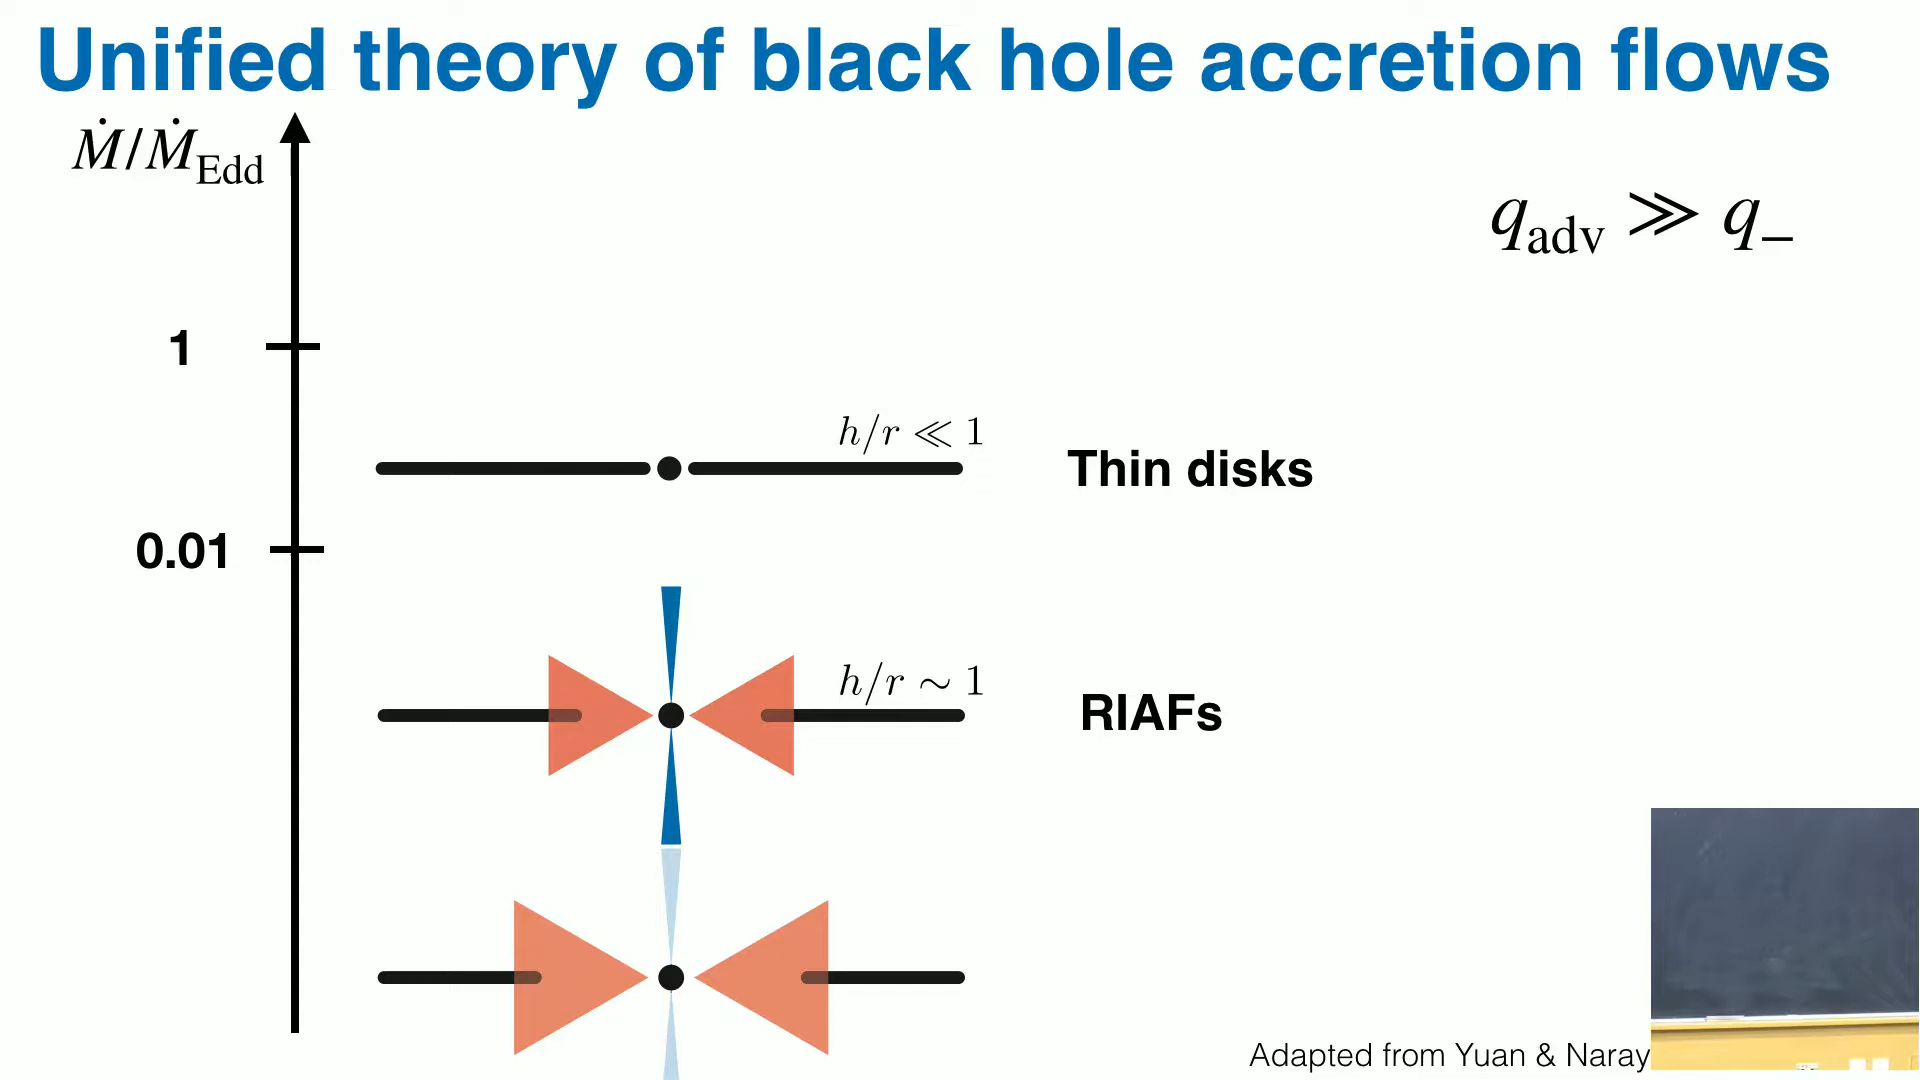 Unified theory of black hole accretion flows
Ṁ/Ṁ_Edd
q_adv ≫ q_−
1
h/r ≪ 1
Thin disks
0.01
h/r ∼ 1
RIAFs
Adapted from Yuan &